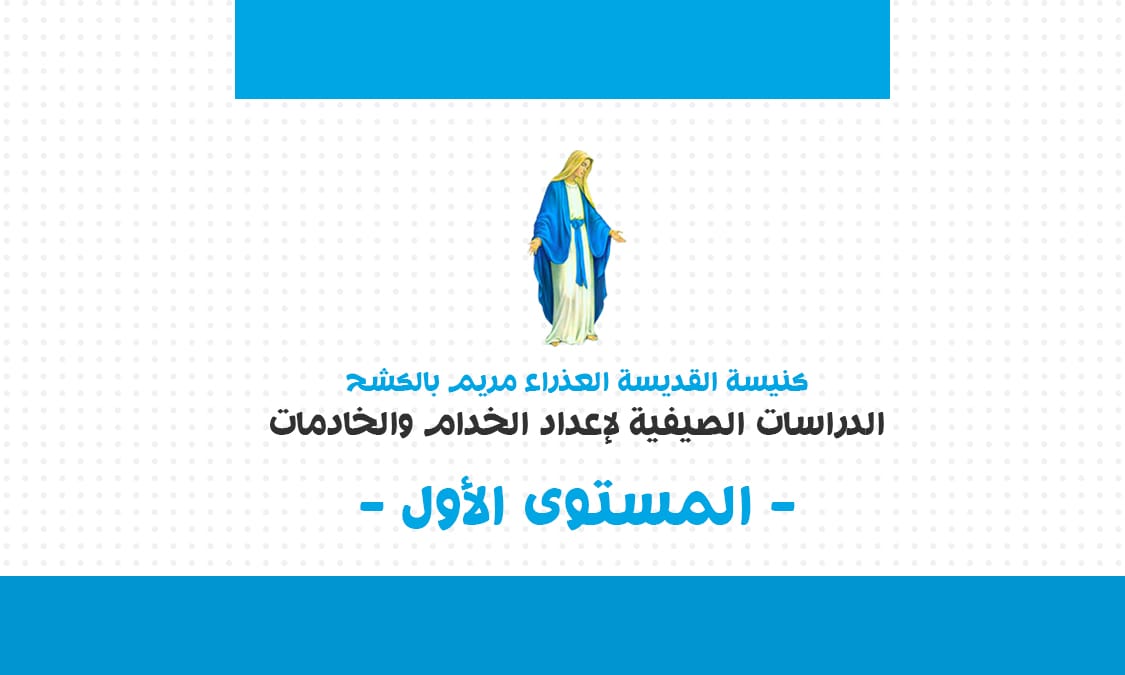 كنيسة القديسة العذراء مريم بالكشح
الدراسات الصيفية لإعداد الخدام والخادمات
- المستوى الأول -